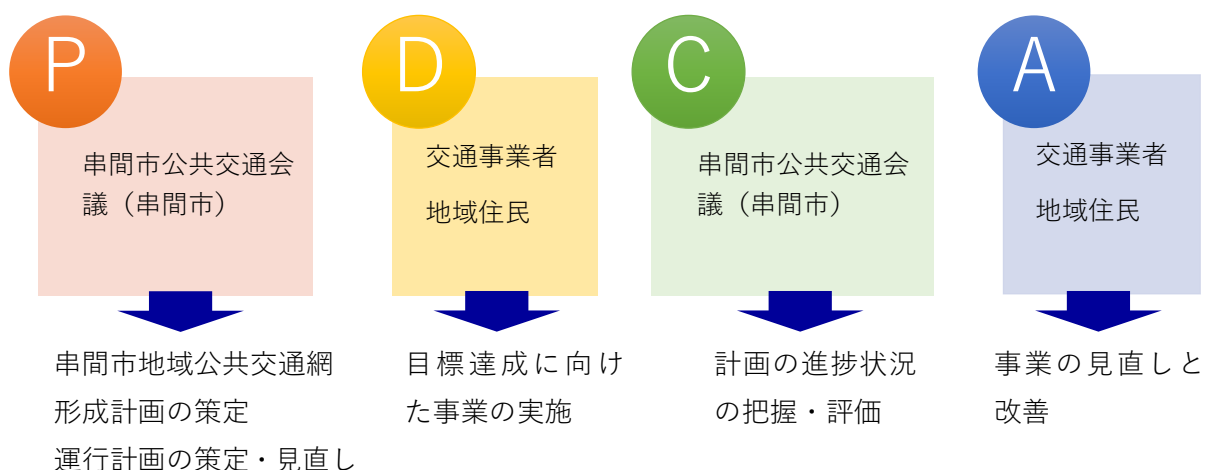 P
串間市公共交通会
議（串間市）
串間市地域公共交通網
形成計画の策定
運行計画の策定・見直し
D
交通事業者
地域住民
目標達成に向け
た事業の実施
C
串間市公共交通会
議（串間市）
計画の進捗状況
の把握・評価
A
交通事業者
地域住民
事業の見直しと
改善